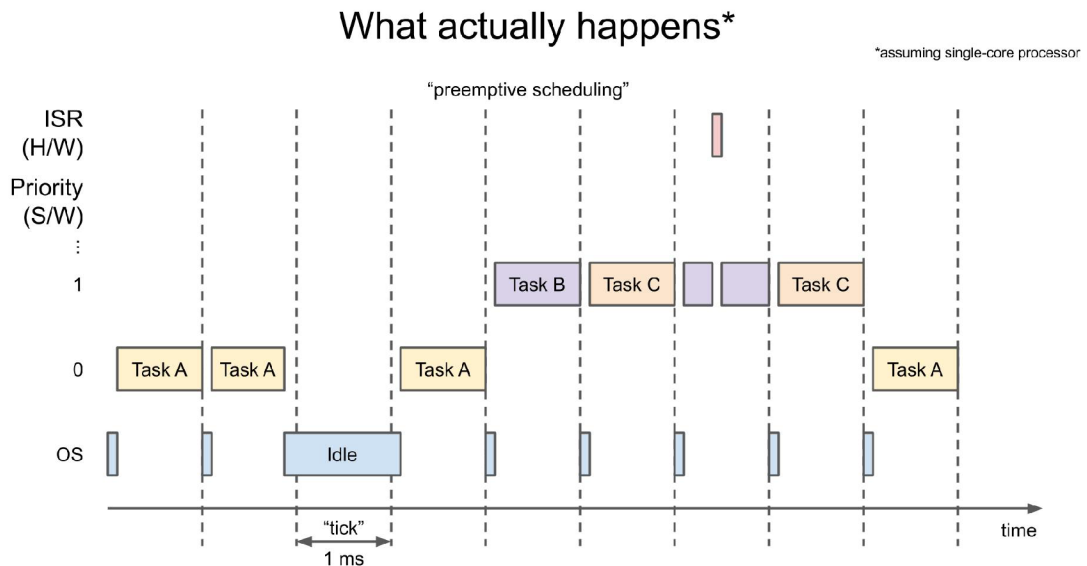 What actually happens*
*assuming single-core processor
“preemptive scheduling”
ISR
(H/W)
Priority
(S/W)
⋮
1
Task B
Task C
Task C
0
Task A
Task A
Task A
Task A
OS
Idle
time
“tick”
1 ms